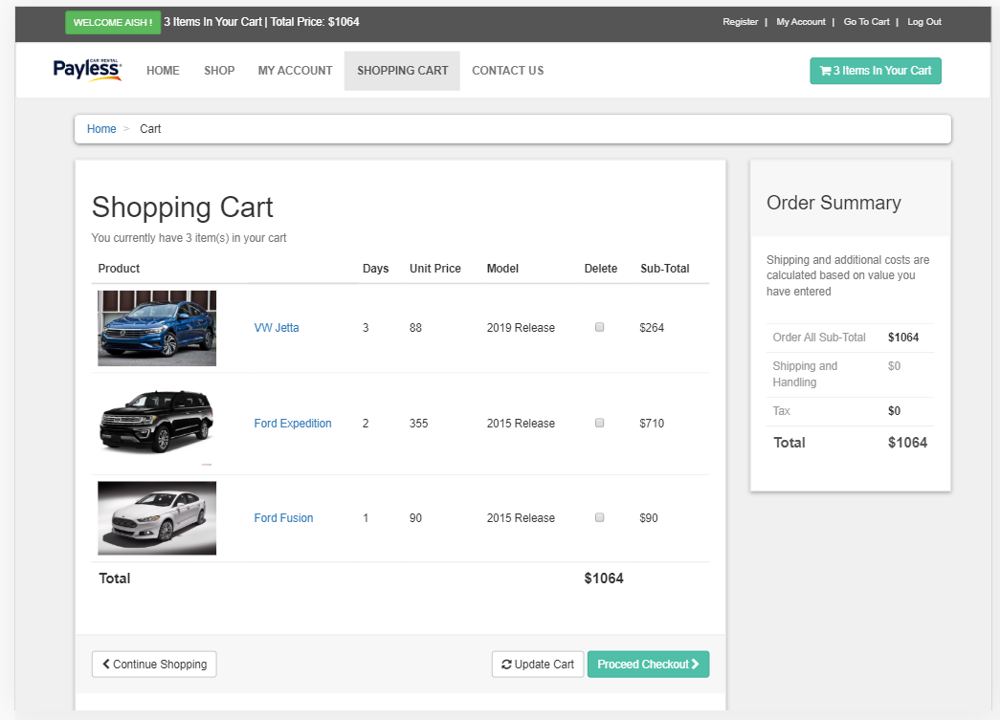 WELCOME AISH ! 3 Items In Your Cart | Total Price: $1064
Register | My Account | Go To Cart | Log Out
CAR RENTAL
Payless
HOME SHOP MY ACCOUNT SHOPPING CART CONTACT US
3 Items In Your Cart
Home > Cart
Shopping Cart
You currently have 3 item(s) in your cart
Product Days Unit Price Model Delete Sub-Total
VW Jetta 3 88 2019 Release $264
Ford Expedition 2 355 2015 Release $710
Ford Fusion 1 90 2015 Release $90
Total $1064
Continue Shopping
Update Cart
Proceed Checkout
Order Summary
Shipping and additional costs are
calculated based on value you
have entered
Order All Sub-Total $1064
Shipping and $0
Handling
Tax $0
Total $1064